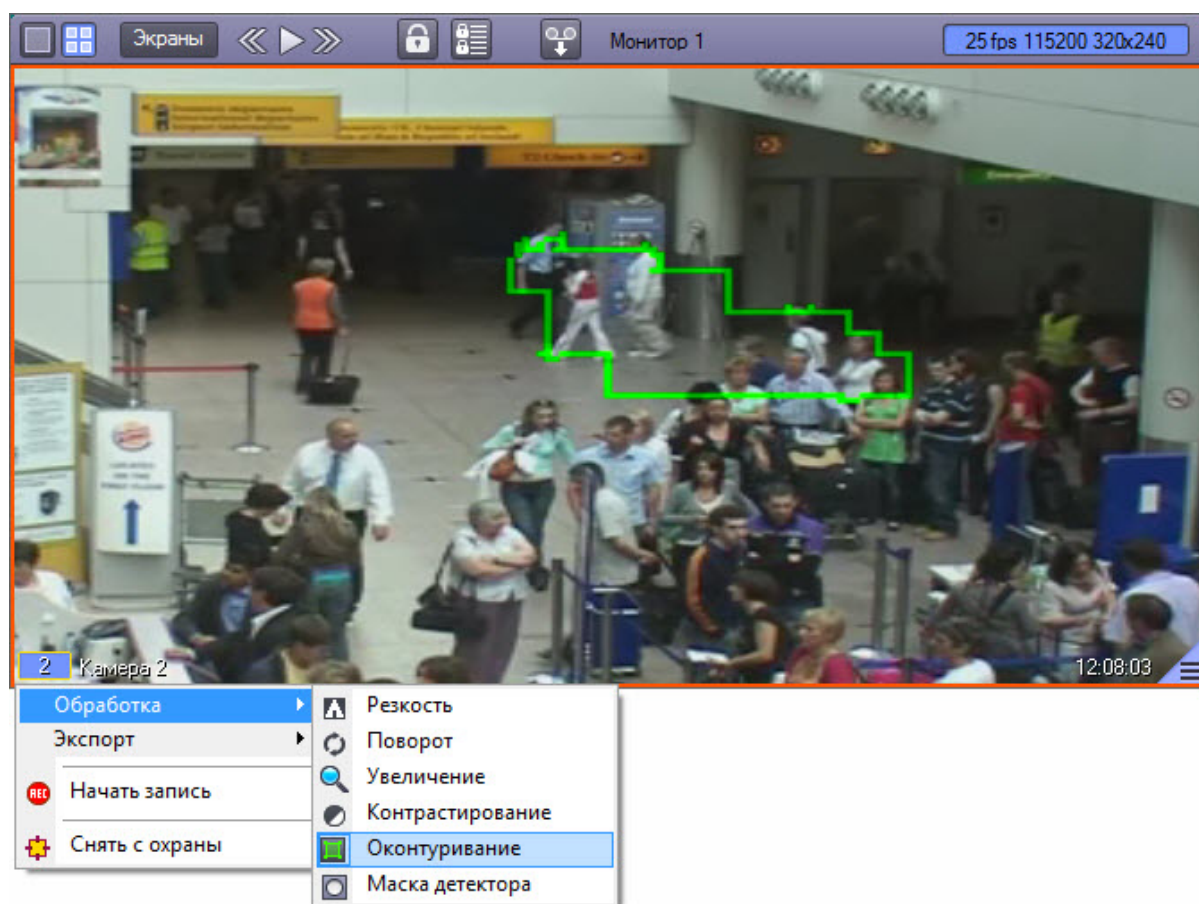 Экраны
Монитор 1
25 fps 115200 320x240
2 Камера 2
12:08:03
Обработка
Экспорт
Начать запись
Снять с охраны
Резкость
Поворот
Увеличение
Контрастирование
Оконтуривание
Маска детектора